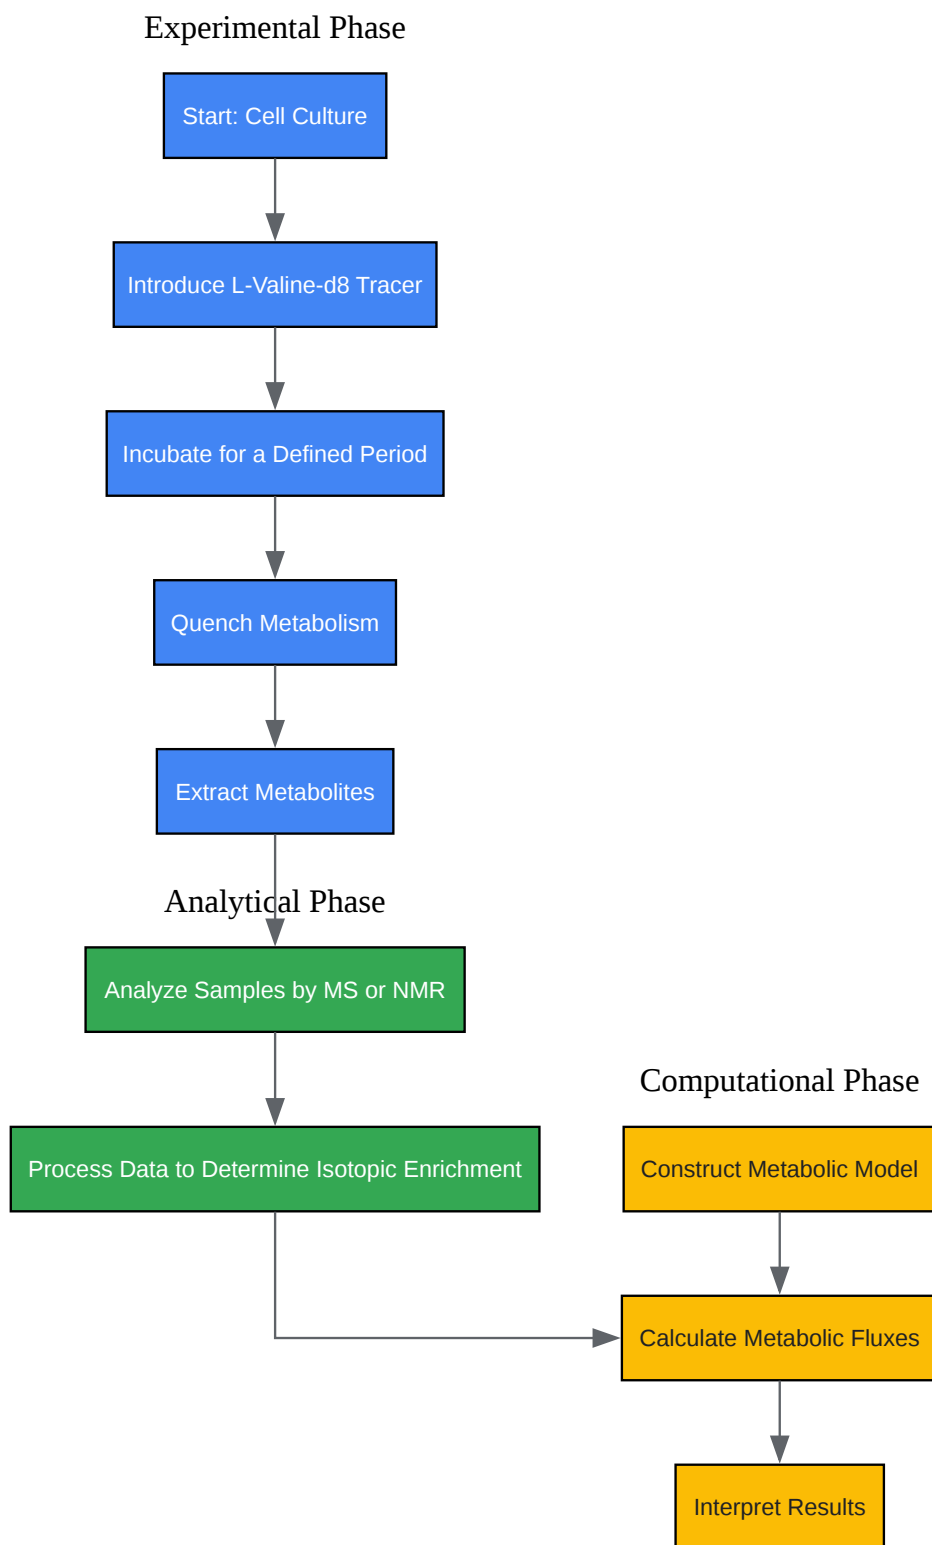 Experimental Phase
Start: Cell Culture
Introduce L-Valine-d8 Tracer
Incubate for a Defined Period
Quench Metabolism
Extract Metabolites
Analytical Phase
Analyze Samples by MS or NMR
Process Data to Determine Isotopic Enrichment
Computational Phase
Construct Metabolic Model
Calculate Metabolic Fluxes
Interpret Results